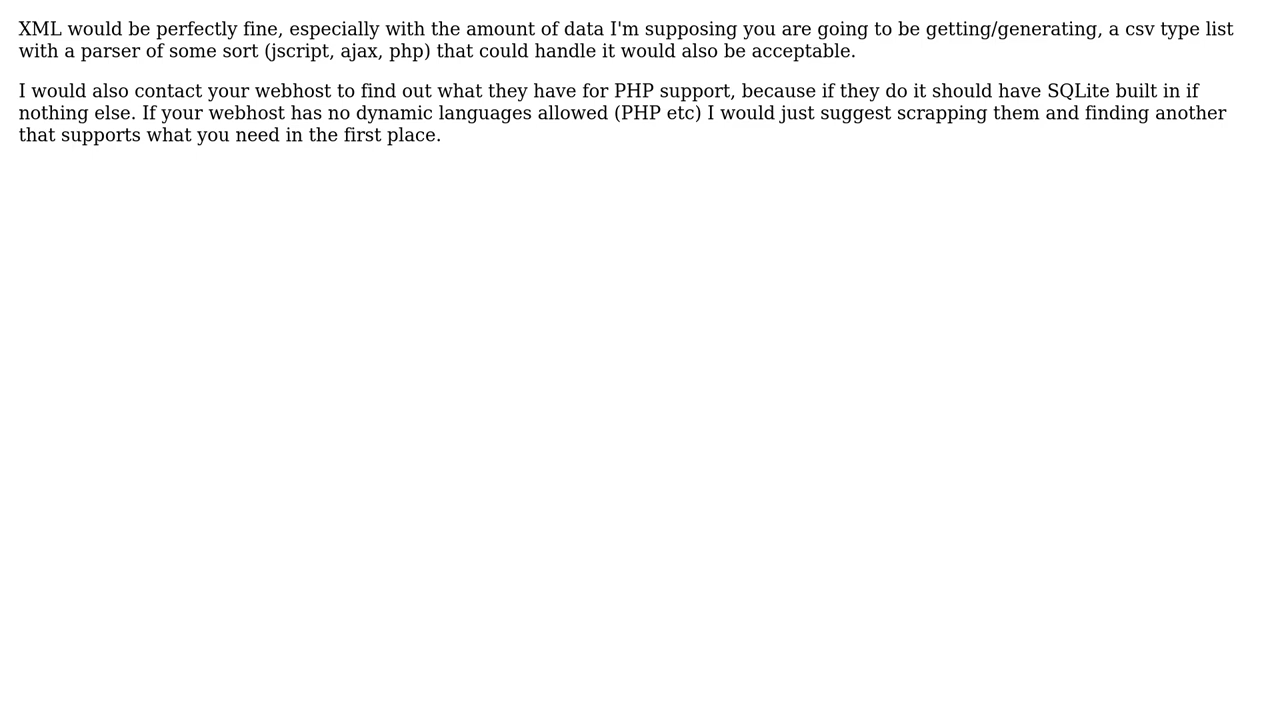 XML would be perfectly fine, especially with the amount of data I'm supposing you are going to be getting/generating, a csv type list
with a parser of some sort (jscript, ajax, php) that could handle it would also be acceptable.
I would also contact your webhost to find out what they have for PHP support, because if they do it should have SQLite built in if
nothing else. If your webhost has no dynamic languages allowed (PHP etc) I would just suggest scrapping them and finding another
that supports what you need in the first place.